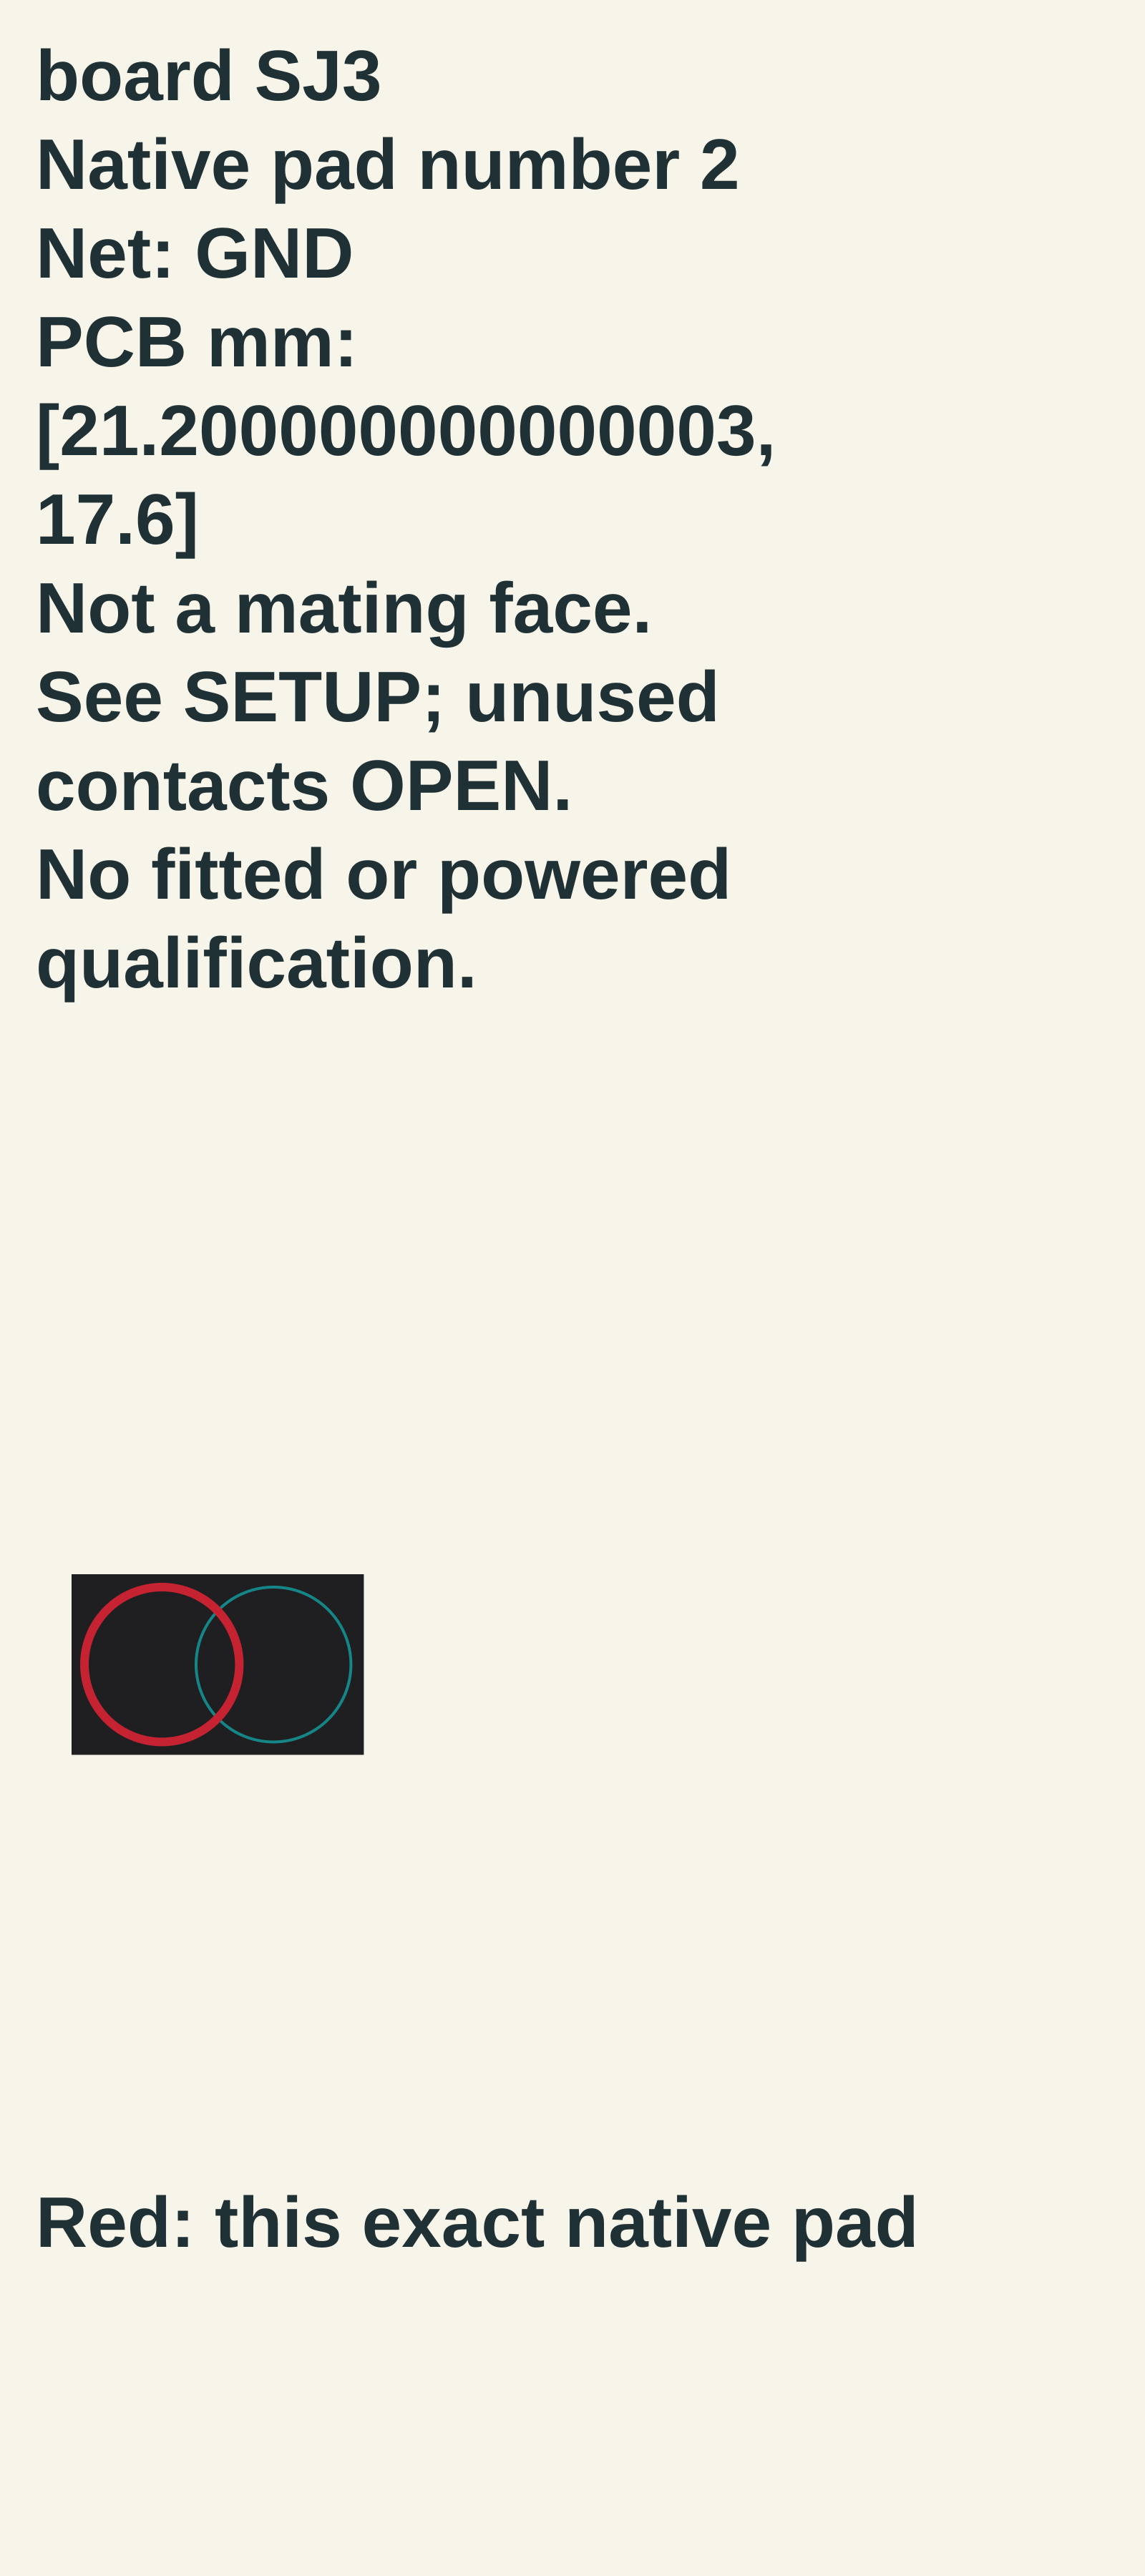 board SJ3
Native pad number 2
Net: GND
PCB mm:
[21.200000000000003,
17.6]
Not a mating face.
See SETUP; unused
contacts OPEN.
No fitted or powered
qualification.
Red: this exact native pad